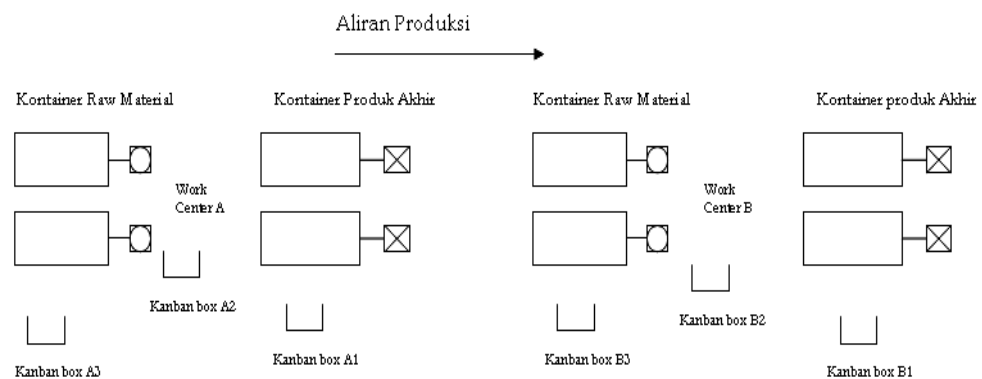 Aliran Produksi
Kontainer Raw Material
Kontainer Produk Akhir
Kontainer Raw Material
Kontainer produk Akhir
Work
Center A
Work
Center B
Kanban box A2
Kanban box B2
Kanban box A3
Kanban box A1
Kanban box B3
Kanban box B1